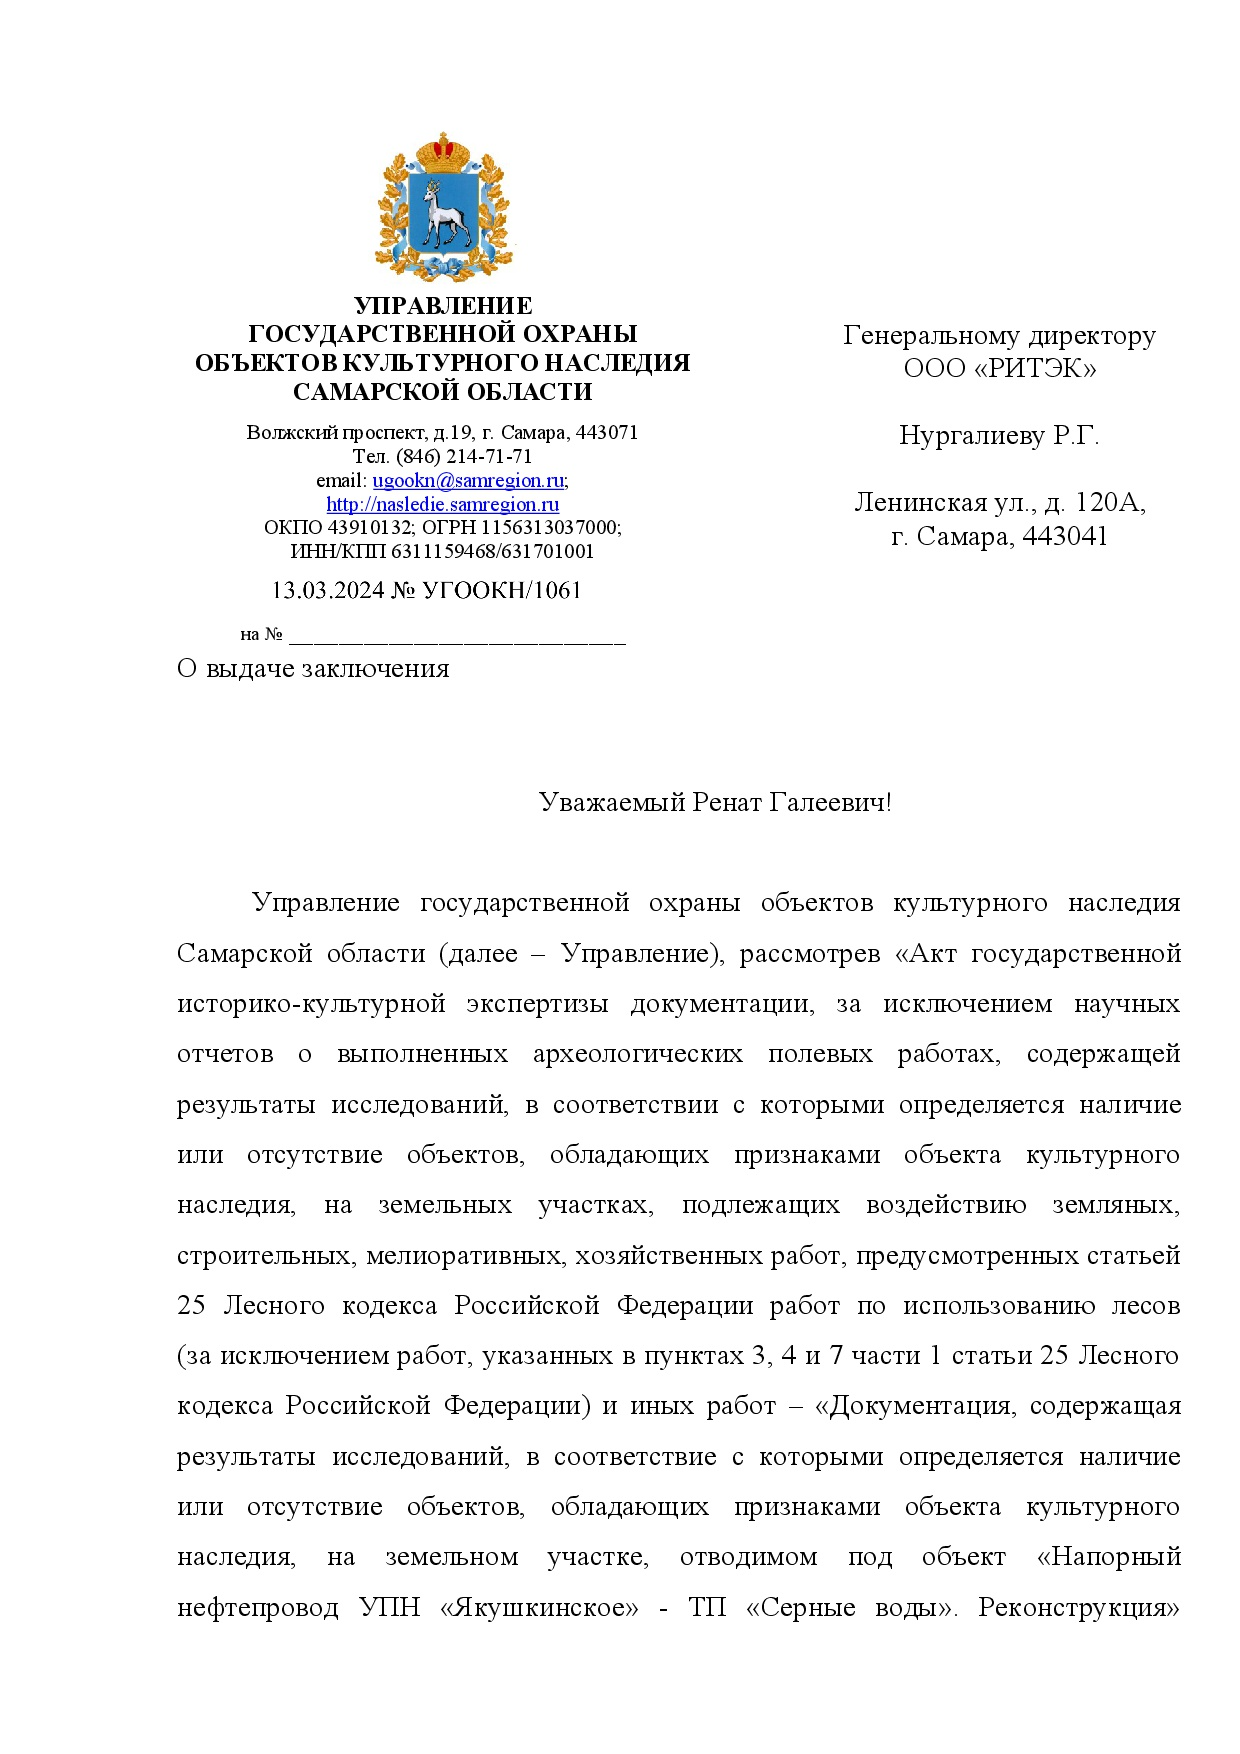 УПРАВЛЕНИЕ
ГОСУДАРСТВЕННОЙ ОХРАНЫ
ОБЪЕКТОВ КУЛЬТУРНОГО НАСЛЕДИЯ
САМАРСКОЙ ОБЛАСТИ
Волжский проспект, д.19, г. Самара, 443071
Тел. (846) 214-71-71
email: ugookn@samregion.ru;
http://nasledie.samregion.ru
ОКПО 43910132; ОГРН 1156313037000;
ИНН/КПП 6311159468/631701001
13.03.2024 № УГООКН/1061
на № ______________________________
О выдаче заключения
Генеральному директору
ООО «РИТЭК»
Нургалиеву Р.Г.
Ленинская ул., д. 120А,
г. Самара, 443041
Уважаемый Ренат Галеевич!
Управление государственной охраны объектов культурного наследия
Самарской области (далее – Управление), рассмотрев «Акт государственной
историко-культурной экспертизы документации, за исключением научных
отчетов о выполненных археологических полевых работах, содержащей
результаты исследований, в соответствии с которыми определяется наличие
или отсутствие объектов, обладающих признаками объекта культурного
наследия, на земельных участках, подлежащих воздействию земляных,
строительных, мелиоративных, хозяйственных работ, предусмотренных статьей
25 Лесного кодекса Российской Федерации работ по использованию лесов
(за исключением работ, указанных в пунктах 3, 4 и 7 части 1 статьи 25 Лесного
кодекса Российской Федерации) и иных работ – «Документация, содержащая
результаты исследований, в соответствие с которыми определяется наличие
или отсутствие объектов, обладающих признаками объекта культурного
наследия, на земельном участке, отводимом под объект «Напорный
нефтепровод УПН «Якушкинское» - ТП «Серные воды». Реконструкция»